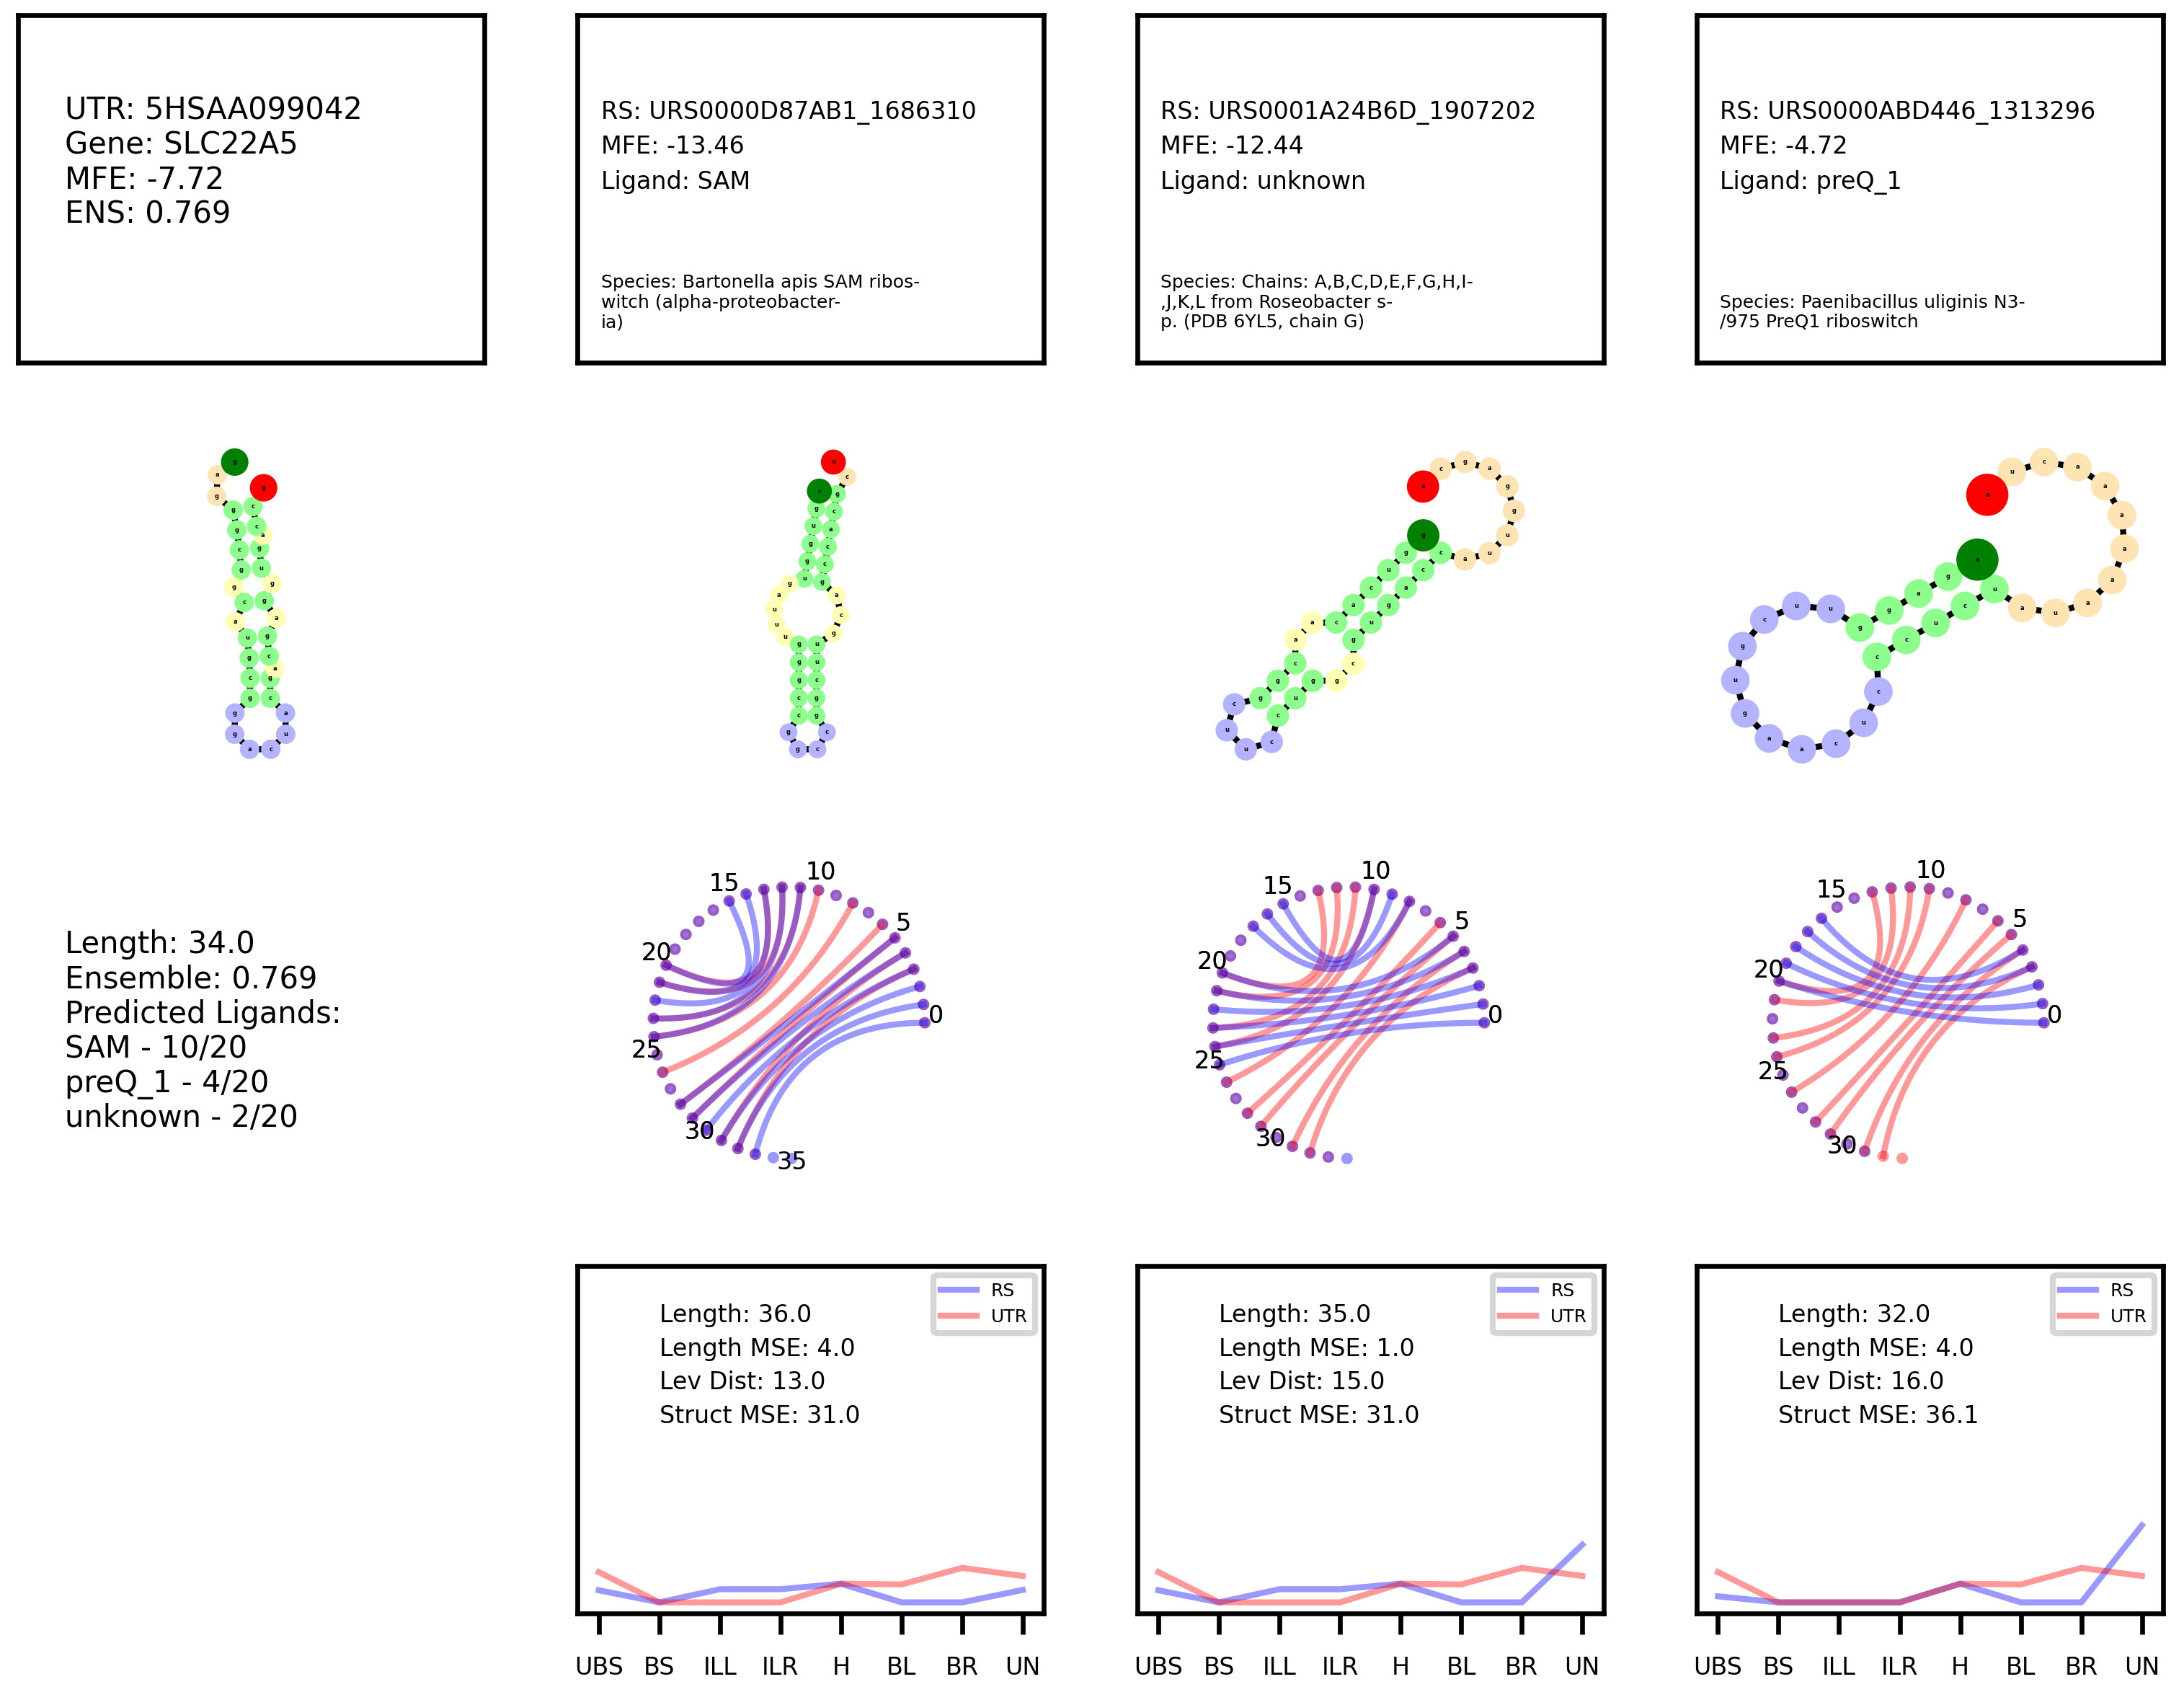 UTR: 5HSAA099042
Gene: SLC22A5
MFE: -7.72
ENS: 0.769
RS: URS0000D87AB1_1686310
MFE: -13.46
Ligand: SAM
Species: Bartonella apis SAM ribos-
witch (alpha-proteobacter-
ia)
RS: URS0001A24B6D_1907202
MFE: -12.44
Ligand: unknown
Species: Chains: A,B,C,D,E,F,G,H,I-
,J,K,L from Roseobacter s-
p. (PDB 6YL5, chain G)
RS: URS0000ABD446_1313296
MFE: -4.72
Ligand: preQ_1
Species: Paenibacillus uliginis N3-
/975 PreQ1 riboswitch
Length: 34.0
Ensemble: 0.769
Predicted Ligands:
SAM - 10/20
preQ_1 - 4/20
unknown - 2/20
0
5
10
15
20
25
30
35
0
5
10
15
20
25
30
0
5
10
15
20
25
30
RS
UTR
Length: 36.0
Length MSE: 4.0
Lev Dist: 13.0
Struct MSE: 31.0
UBS BS ILL ILR H BL BR UN
RS
UTR
Length: 35.0
Length MSE: 1.0
Lev Dist: 15.0
Struct MSE: 31.0
UBS BS ILL ILR H BL BR UN
RS
UTR
Length: 32.0
Length MSE: 4.0
Lev Dist: 16.0
Struct MSE: 36.1
UBS BS ILL ILR H BL BR UN